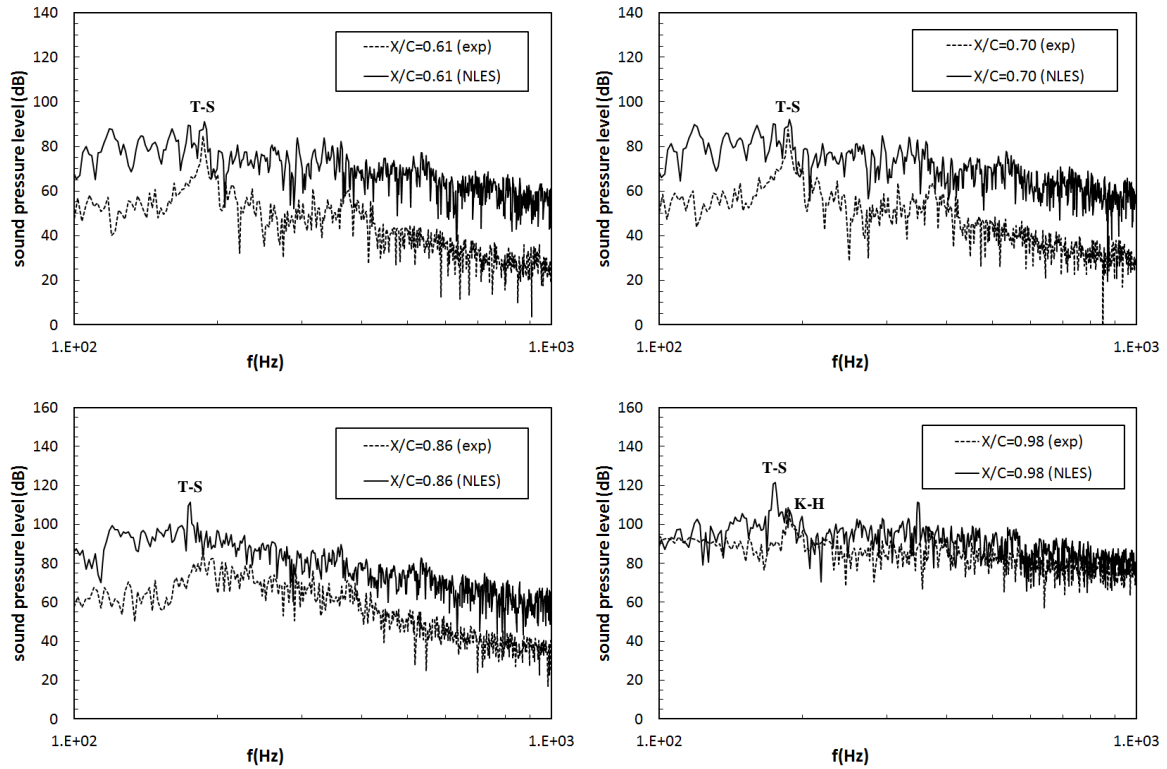 140
120
100
80
60
40
20
0
sound pressure level (dB)
X/C=0.61 (exp)
X/C=0.61 (NLES)
T-S
1.E+02
1.E+03
f(Hz)
140
120
100
80
60
40
20
0
sound pressure level (dB)
X/C=0.70 (exp)
X/C=0.70 (NLES)
T-S
1.E+02
1.E+03
f(Hz)
160
140
120
100
80
60
40
20
0
sound pressure level (dB)
X/C=0.86 (exp)
X/C=0.86 (NLES)
T-S
1.E+02
1.E+03
f(Hz)
160
140
120
100
80
60
40
20
0
sound pressure level (dB)
X/C=0.98 (exp)
X/C=0.98 (NLES)
T-S
K-H
1.E+02
1.E+03
f(Hz)